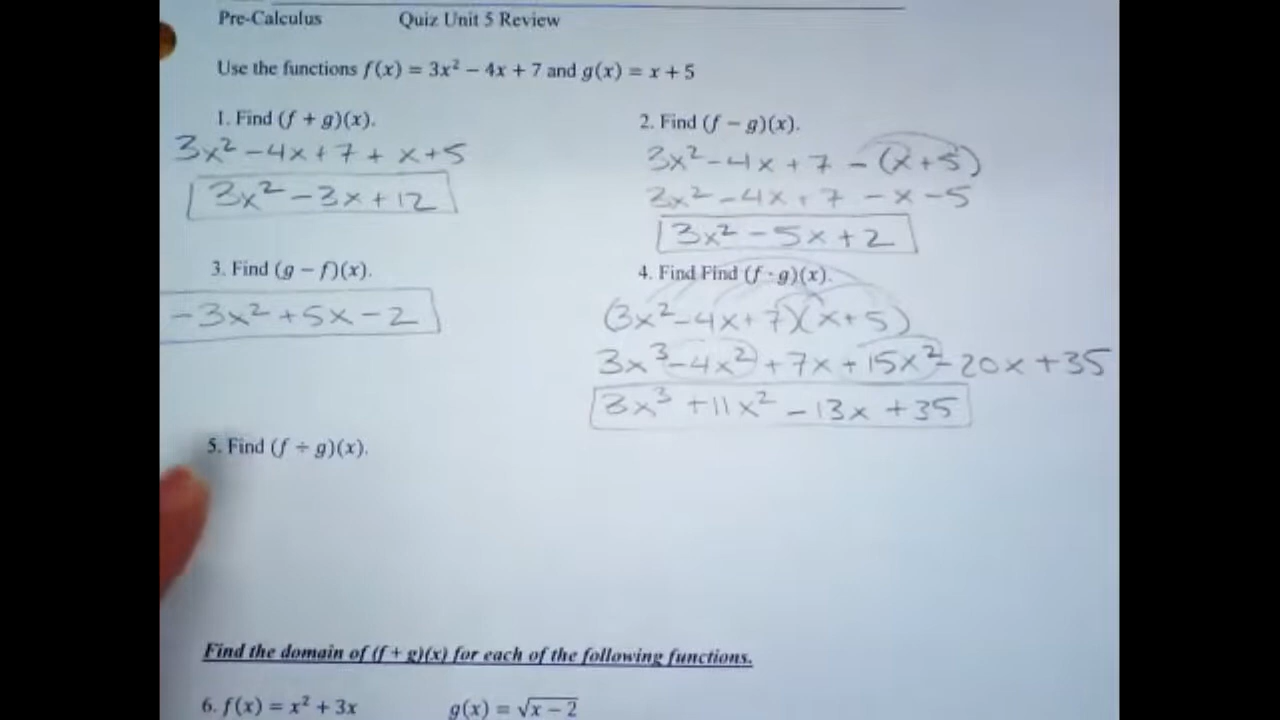 Pre-Calculus Quiz Unit 5 Review
Use the functions f(x) = 3x² − 4x + 7 and g(x) = x + 5
1. Find (f + g)(x).
3x² − 4x + 7 + x + 5
3x² − 3x + 12
2. Find (f − g)(x).
3x² − 4x + 7 − (x + 5)
3x² − 4x + 7 − x − 5
3x² − 5x + 2
3. Find (g − f)(x).
−3x² + 5x − 2
4. Find Find (f · g)(x).
(3x² − 4x + 7)(x + 5)
3x³ − 4x² + 7x + 15x² − 20x + 35
3x³ + 11x² − 13x + 35
5. Find (f ÷ g)(x).
Find the domain of (f + g)(x) for each of the following functions.
6. f(x) = x² + 3x g(x) = √x − 2